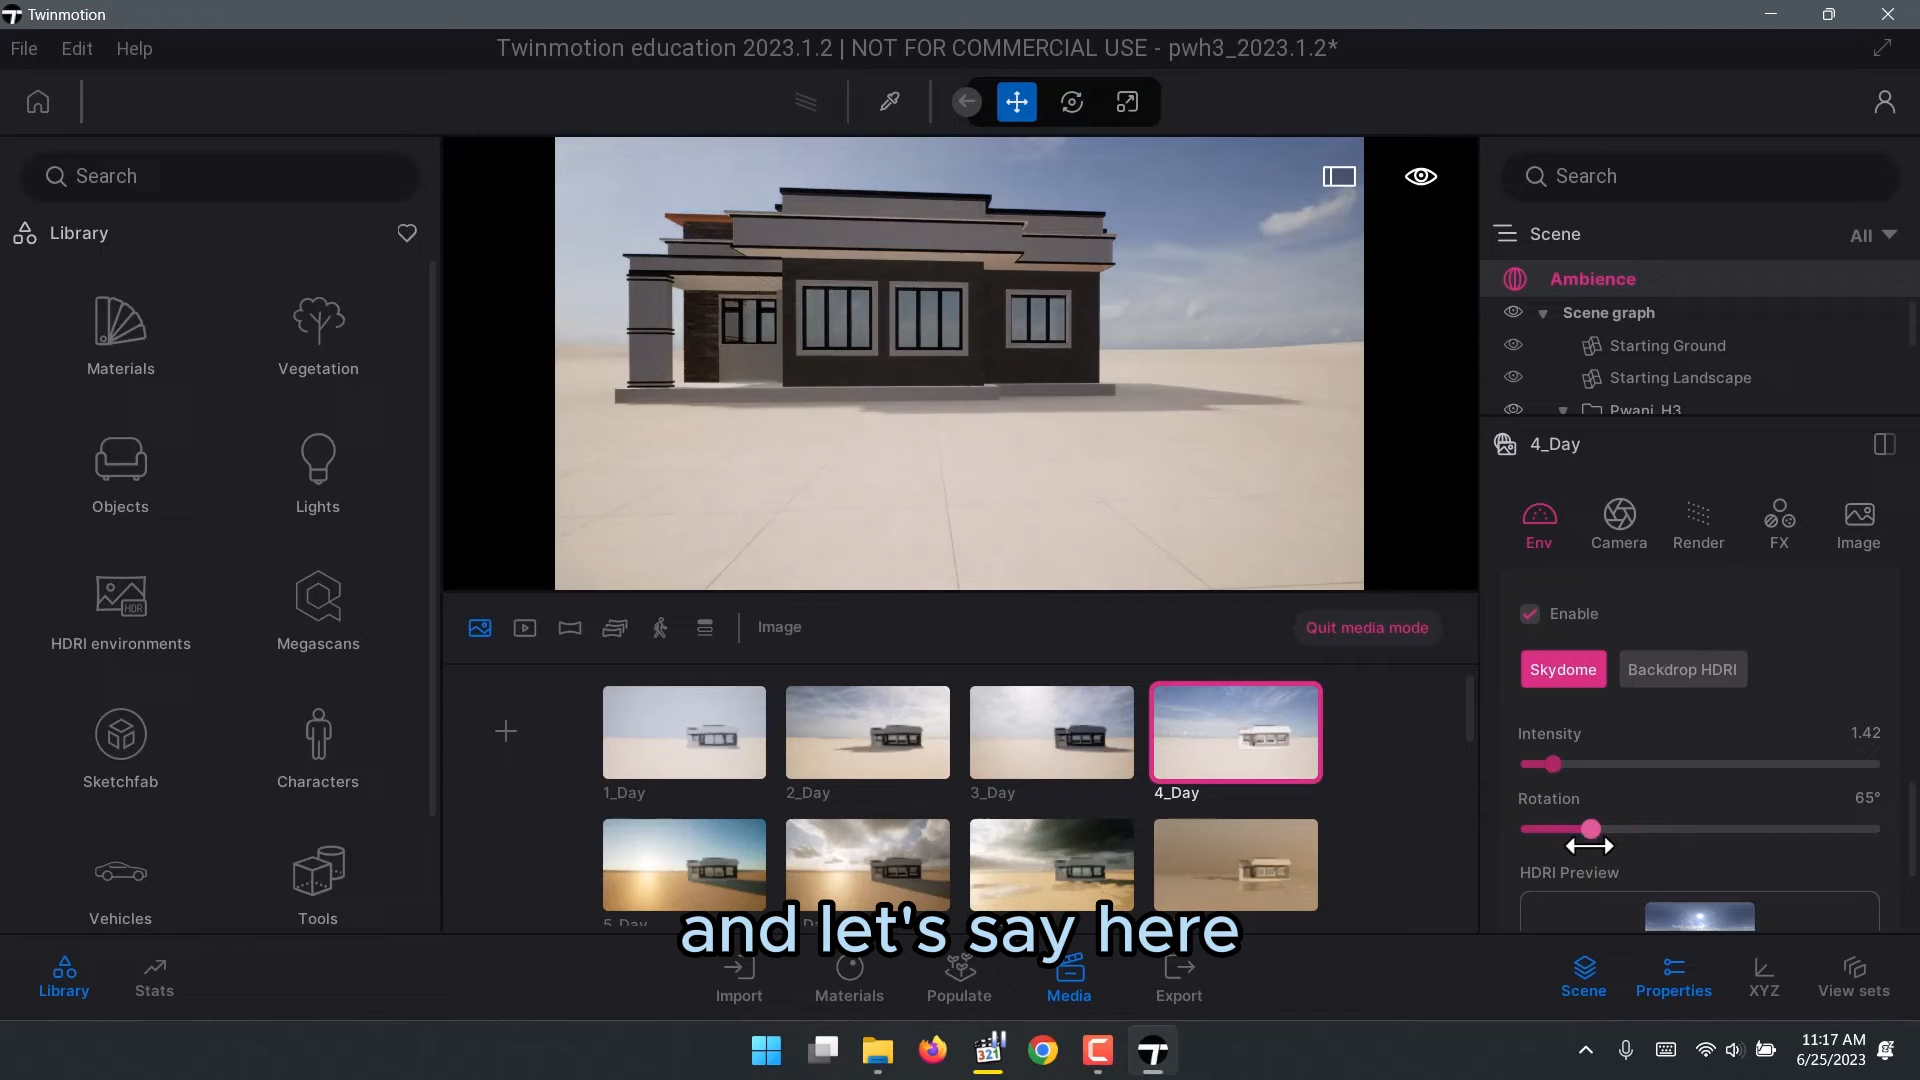 Twinmotion
File Edit Help
Twinmotion education 2023.1.2 | NOT FOR COMMERCIAL USE - pwh3_2023.1.2*
Search
Library
Materials
Vegetation
Objects
Lights
HDR
HDRI environments
Megascans
Sketchfab
Characters
Vehicles
Tools
Image
Quit media mode
1_Day
2_Day
3_Day
4_Day
5_Day
and let's say here
Search
Scene
All
Ambience
Scene graph
Starting Ground
Starting Landscape
Pwani_H3
4_Day
Env
Camera
Render
FX
Image
Enable
Skydome
Backdrop HDRI
Intensity 1.42
Rotation 65°
HDRI Preview
Library
Stats
Import
Materials
Populate
Media
Export
Scene
Properties
XYZ
View sets
321
11:17 AM
6/25/2023